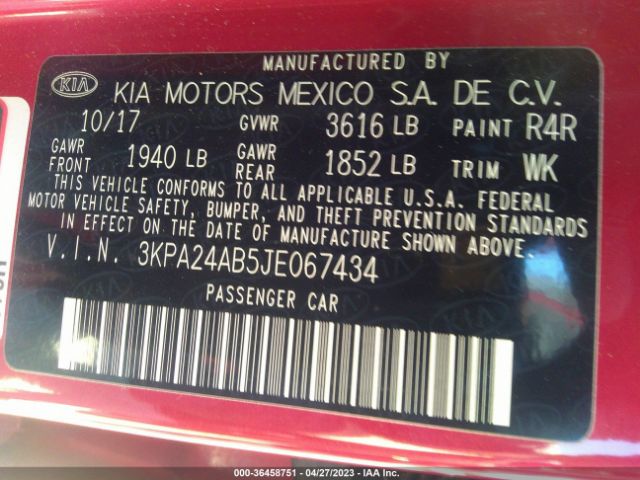 MANUFACTURED BY
KIA KIA MOTORS MEXICO S.A. DE C.V.
10/17 GVWR 3616 LB PAINT R4R
GAWR FRONT 1940 LB GAWR REAR 1852 LB TRIM WK
THIS VEHICLE CONFORMS TO ALL APPLICABLE U.S.A. FEDERAL
MOTOR VEHICLE SAFETY, BUMPER, AND THEFT PREVENTION STANDARDS
IN EFFECT ON THE DATE OF MANUFACTURE SHOWN ABOVE.
V.I.N. 3KPA24AB5JE067434
PASSENGER CAR
000-36458751 - 04/27/2023 - IAA Inc.